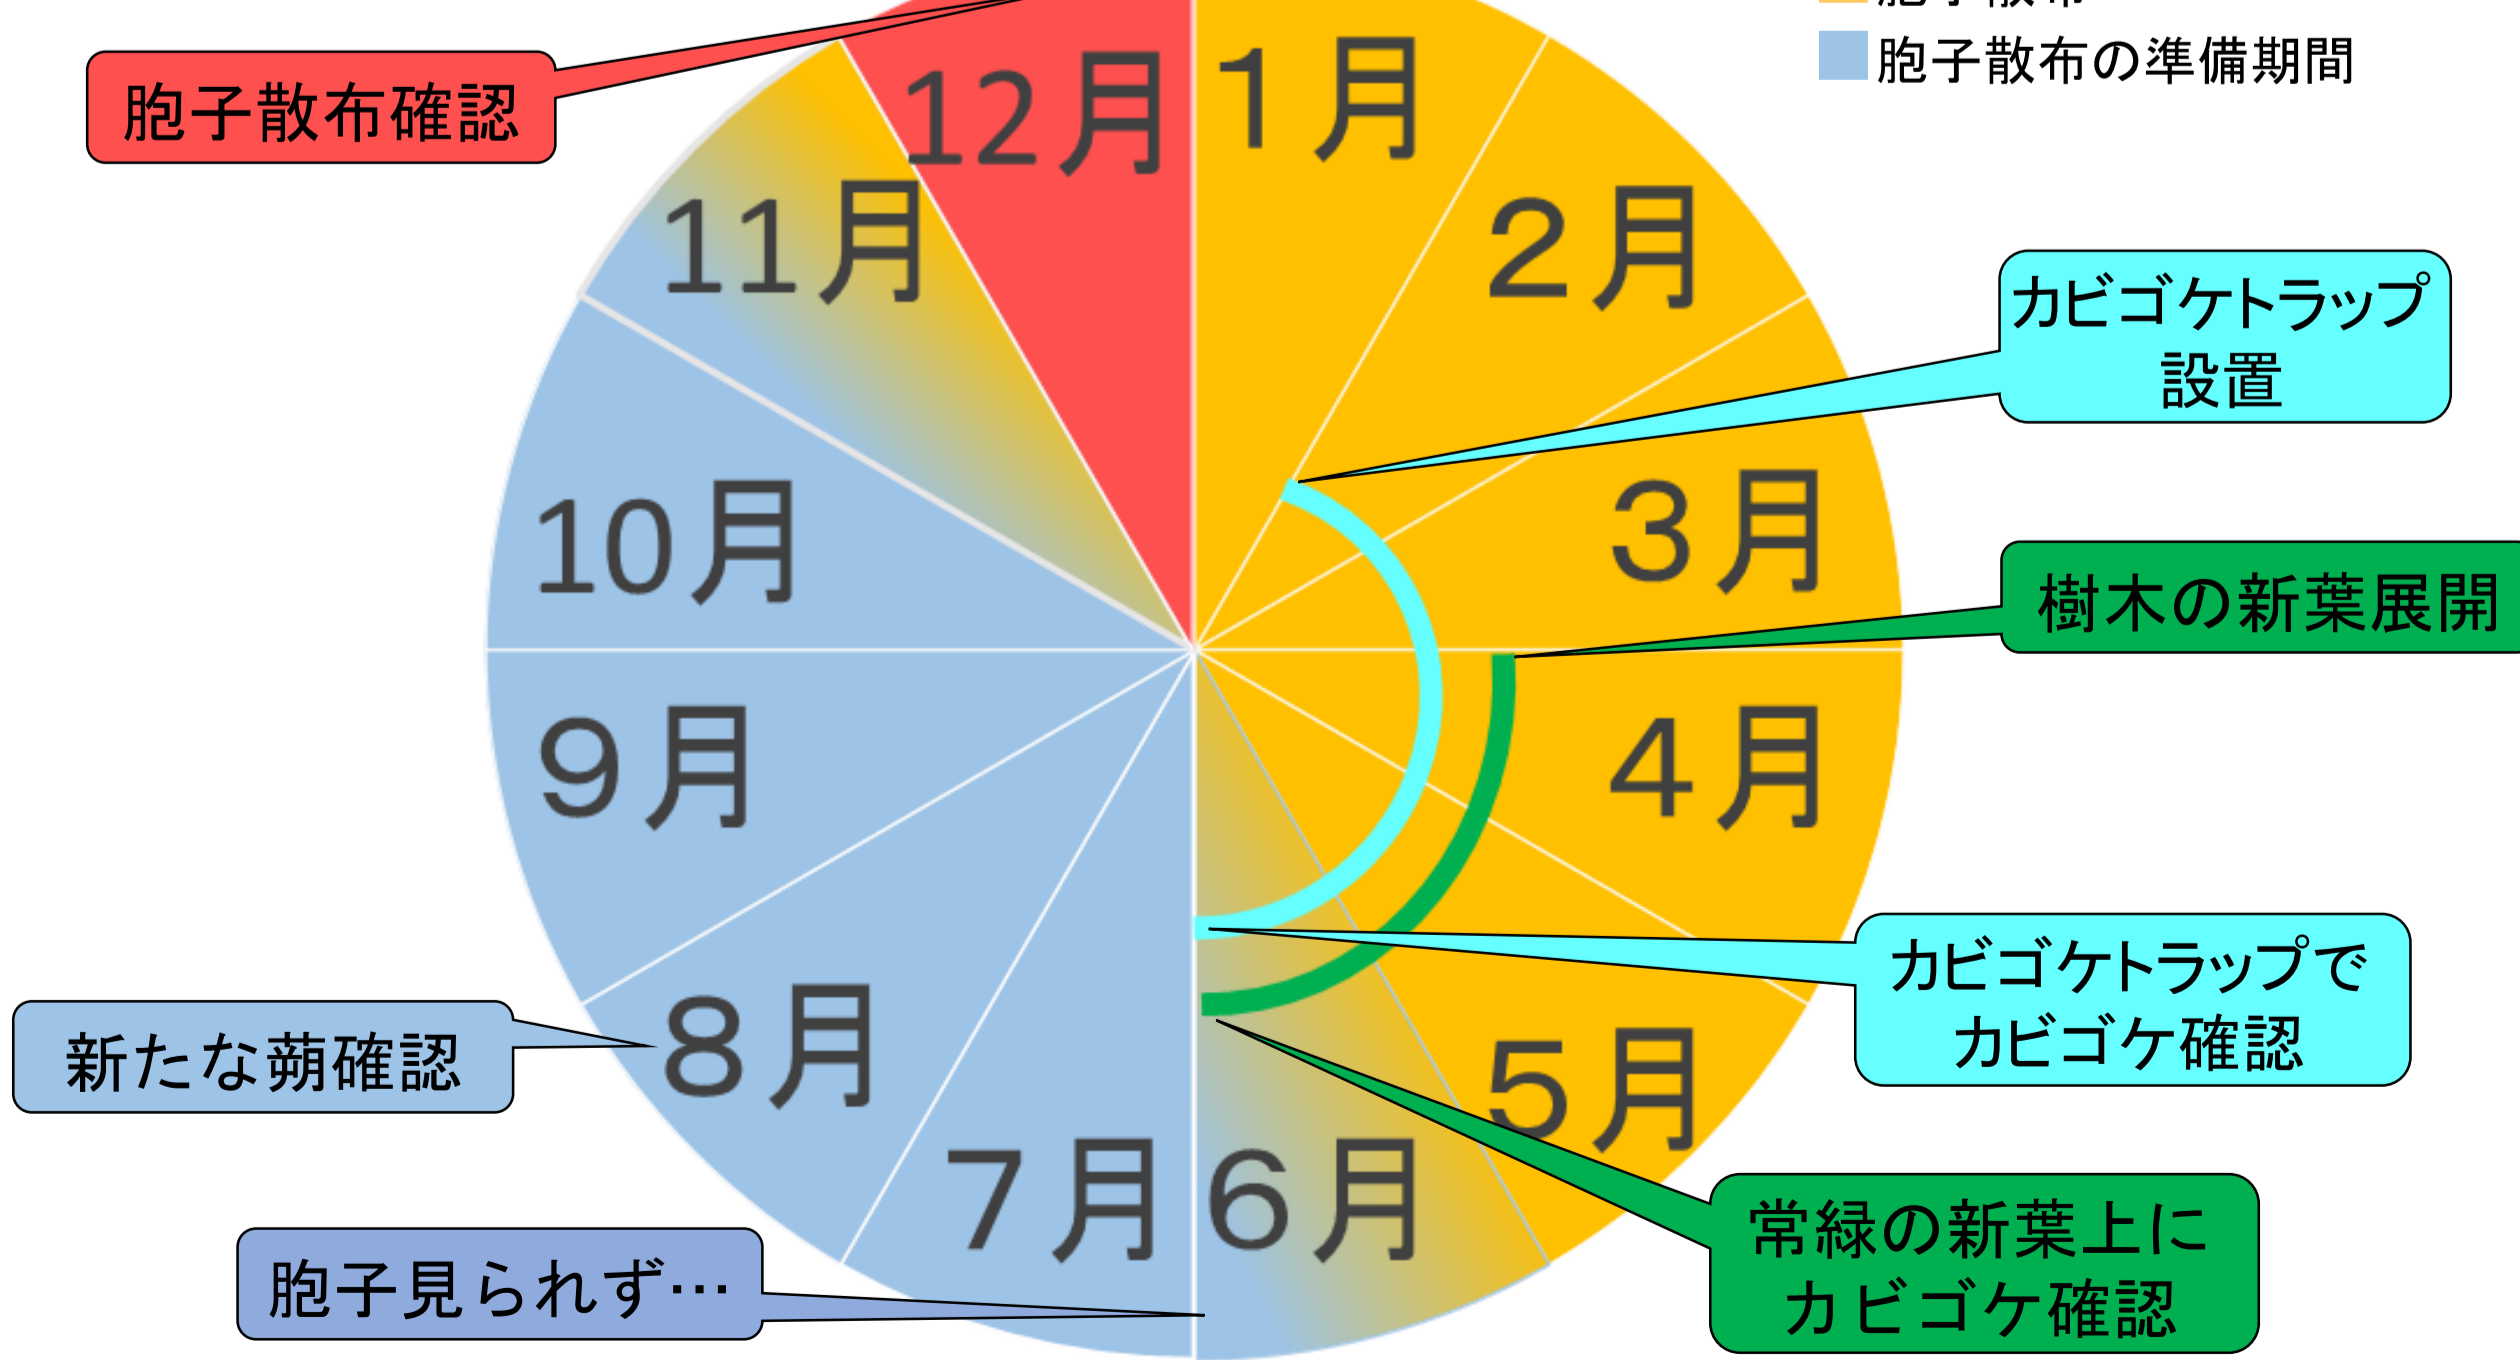 胞子散布の準備期間
胞子散布確認
12月
1月
11月
2月
カビゴケトラップ
設置
10月
3月
樹木の新葉展開
9月
4月
カビゴケトラップで
カビゴケ確認
8月
5月
新たな蒴確認
7月
6月
常緑の新葉上に
カビゴケ確認
胞子見られず…